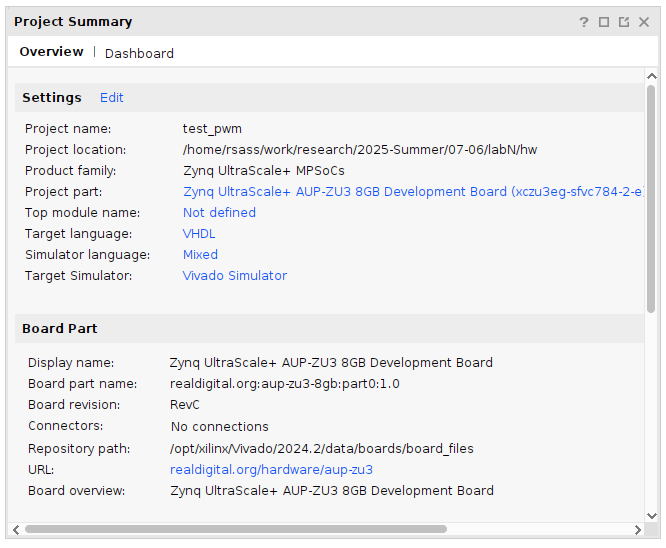 Project Summary
Overview | Dashboard
Settings Edit
Project name: test_pwm
Project location: /home/rsass/work/research/2025-Summer/07-06/labN/hw
Product family: Zynq UltraScale+ MPSoCs
Project part: Zynq UltraScale+ AUP-ZU3 8GB Development Board (xczu3eg-sfvc784-2-e)
Top module name: Not defined
Target language: VHDL
Simulator language: Mixed
Target Simulator: Vivado Simulator
Board Part
Display name: Zynq UltraScale+ AUP-ZU3 8GB Development Board
Board part name: realdigital.org:aup-zu3-8gb:part0:1.0
Board revision: RevC
Connectors: No connections
Repository path: /opt/xilinx/Vivado/2024.2/data/boards/board_files
URL: realdigital.org/hardware/aup-zu3
Board overview: Zynq UltraScale+ AUP-ZU3 8GB Development Board